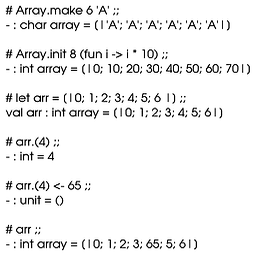 # Array.make 6 'A' ;;
- : char array = [|'A'; 'A'; 'A'; 'A'; 'A'; 'A'|]
# Array.init 8 (fun i -> i * 10) ;;
- : int array = [|0; 10; 20; 30; 40; 50; 60; 70|]
# let arr = [|0; 1; 2; 3; 4; 5; 6 |] ;;
val arr : int array = [|0; 1; 2; 3; 4; 5; 6|]
# arr.(4) ;;
- : int = 4
# arr.(4) <- 65 ;;
- : unit = ()
# arr ;;
- : int array = [|0; 1; 2; 3; 65; 5; 6|]